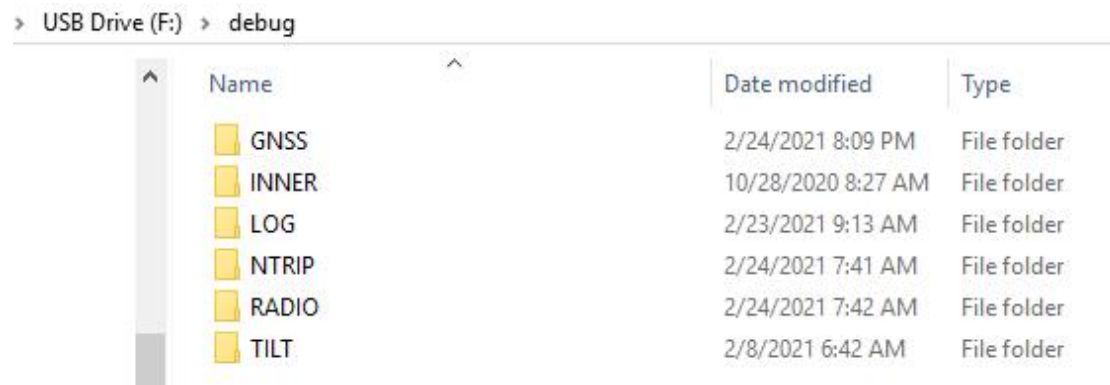 > USB Drive (F:) > debug
Name Date modified Type
GNSS 2/24/2021 8:09 PM File folder
INNER 10/28/2020 8:27 AM File folder
LOG 2/23/2021 9:13 AM File folder
NTRIP 2/24/2021 7:41 AM File folder
RADIO 2/24/2021 7:42 AM File folder
TILT 2/8/2021 6:42 AM File folder